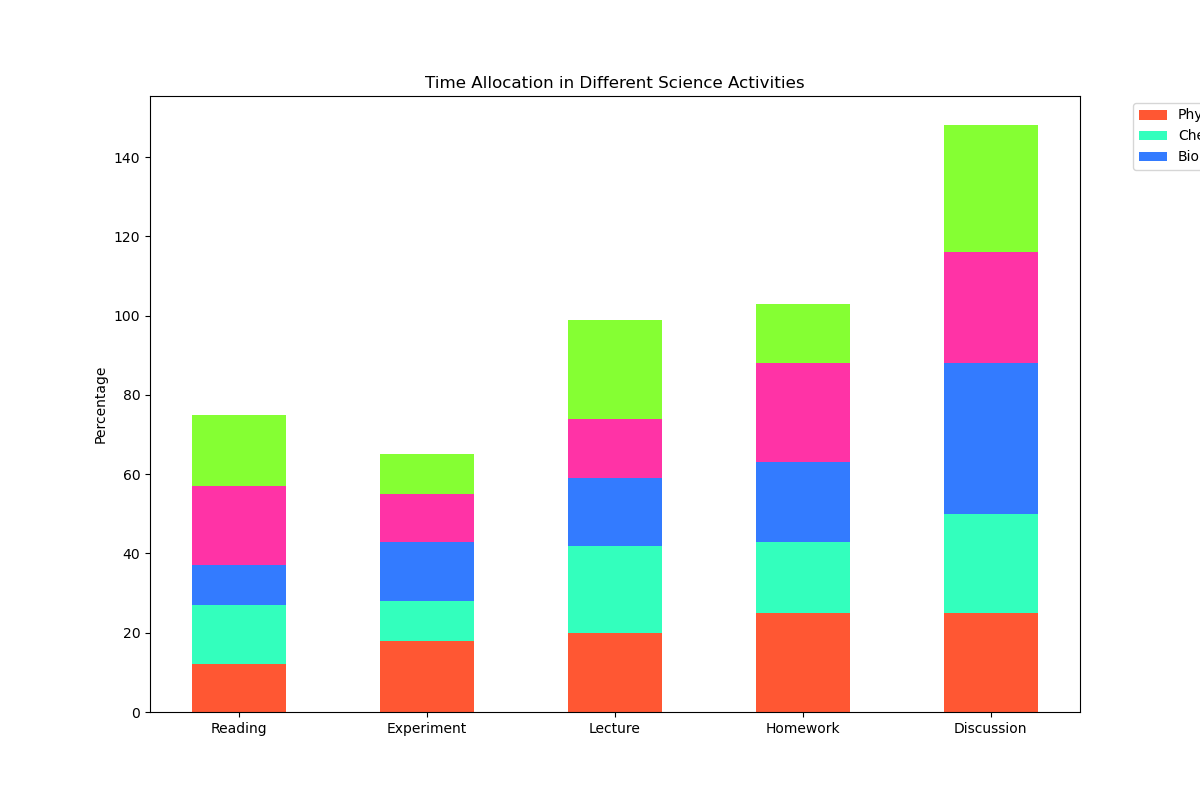 Time Allocation in Different Science Activities
Phy
Che
Bio
140
120
100
80
60
40
20
0
Percentage
Reading Experiment Lecture Homework Discussion